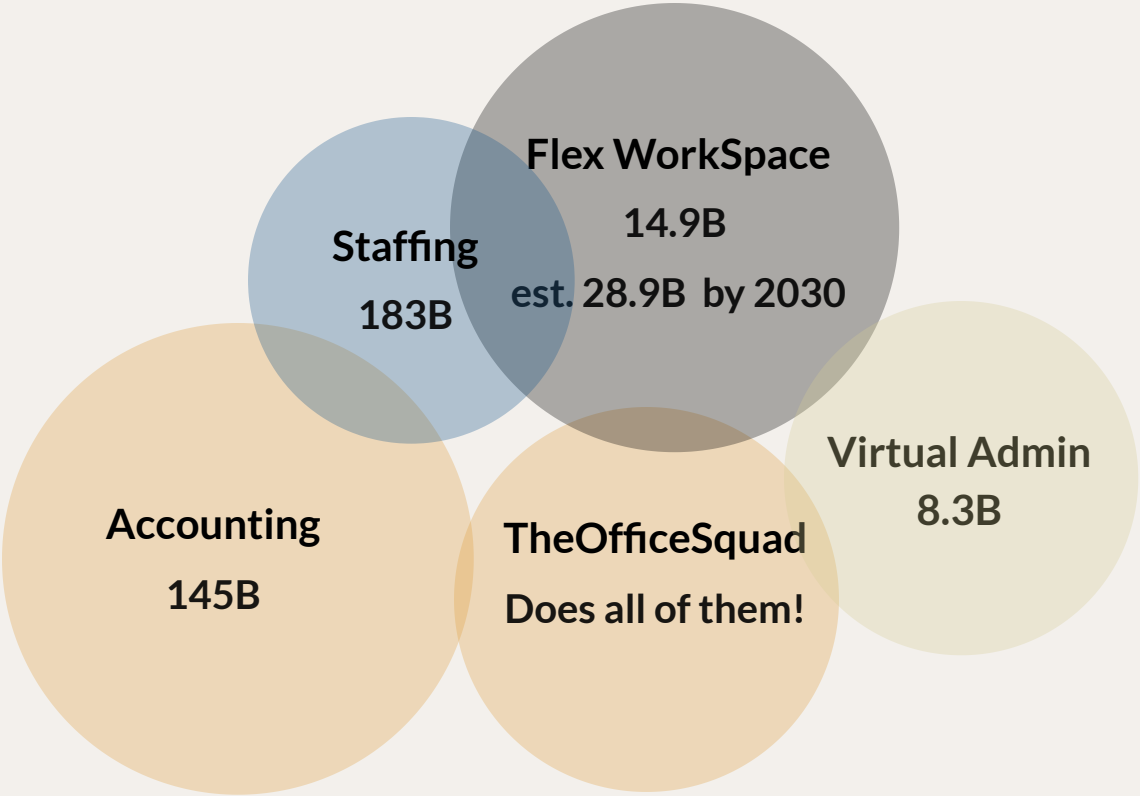 Flex WorkSpace
14.9B
est. 28.9B by 2030
Staffing
183B
Virtual Admin
8.3B
Accounting
145B
TheOfficeSquad
Does all of them!